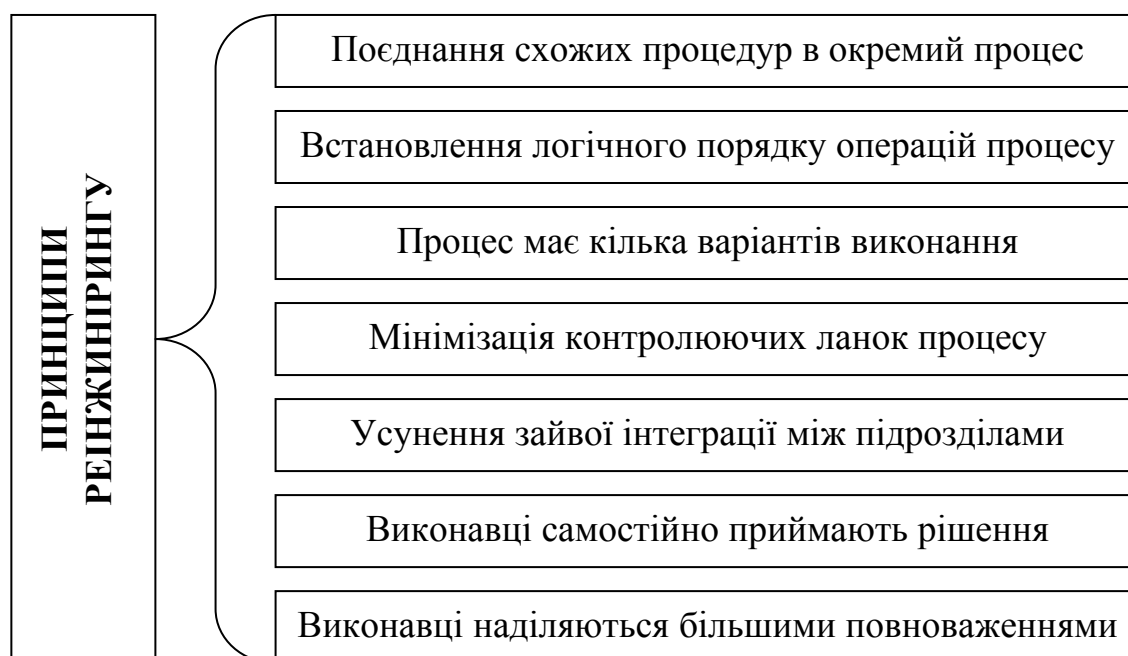 ПРИНЦИПИ
РЕІНЖИНІРИНГУ
Поєднання схожих процедур в окремий процес
Встановлення логічного порядку операцій процесу
Процес має кілька варіантів виконання
Мінімізація контролюючих ланок процесу
Усунення зайвої інтеграції між підрозділами
Виконавці самостійно приймають рішення
Виконавці наділяються більшими повноваженнями